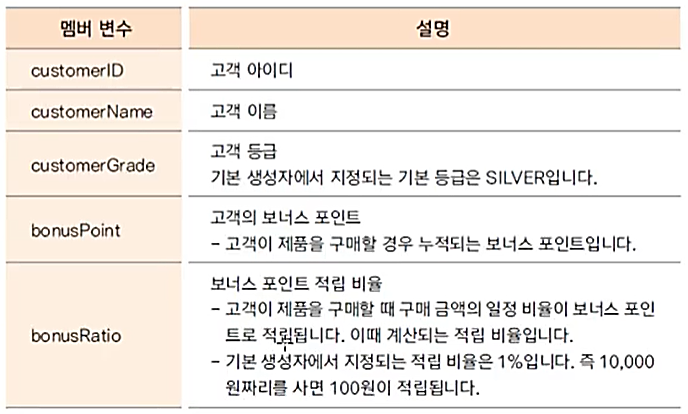 멤버 변수 설명
customerID 고객 아이디
customerName 고객 이름
customerGrade
고객 등급
기본 생성자에서 지정되는 기본 등급은 SILVER입니다.
bonusPoint
고객의 보너스 포인트
- 고객이 제품을 구매할 경우 누적되는 보너스 포인트입니다.
bonusRatio
보너스 포인트 적립 비율
- 고객이 제품을 구매할 때 구매 금액의 일정 비율이 보너스 포인
트로 적립됩니다. 이때 계산되는 적립 비율입니다.
- 기본 생성자에서 지정되는 적립 비율은 1%입니다. 즉 10,000
원짜리를 사면 100원이 적립됩니다.